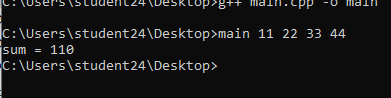 C:\Users\student24\Desktop>g++ main.cpp -o main
C:\Users\student24\Desktop>main 11 22 33 44
sum = 110
C:\Users\student24\Desktop>